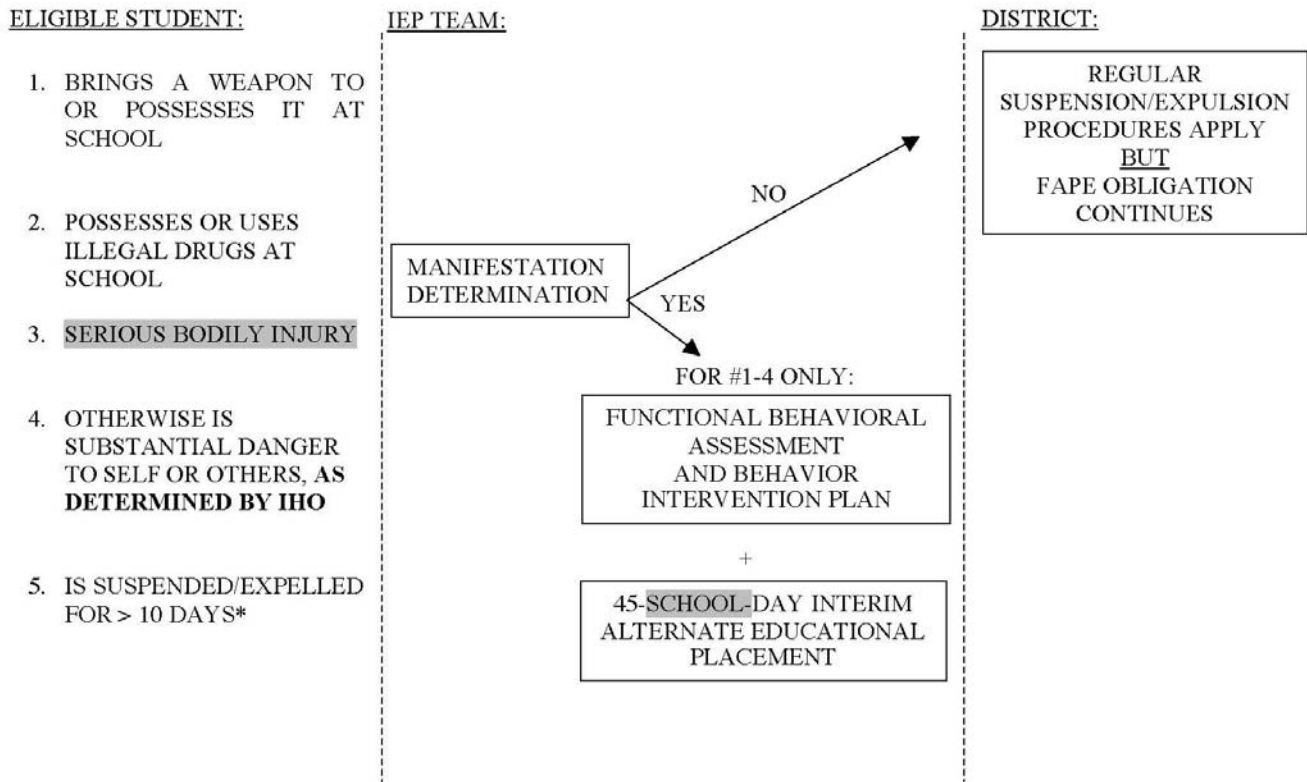 ELIGIBLE STUDENT:
1. BRINGS A WEAPON TO
OR POSSESSES IT AT
SCHOOL
2. POSSESSES OR USES
ILLEGAL DRUGS AT
SCHOOL
3. SERIOUS BODILY INJURY
4. OTHERWISE IS
SUBSTANTIAL DANGER
TO SELF OR OTHERS, AS
DETERMINED BY IHO
5. IS SUSPENDED/EXPELLED
FOR > 10 DAYS*
IEP TEAM:
MANIFESTATION
DETERMINATION
NO
YES
FOR #1-4 ONLY:
FUNCTIONAL BEHAVIORAL
ASSESSMENT
AND BEHAVIOR
INTERVENTION PLAN
+
45-SCHOOL-DAY INTERIM
ALTERNATE EDUCATIONAL
PLACEMENT
DISTRICT:
REGULAR
SUSPENSION/EXPULSION
PROCEDURES APPLY
BUT
FAPE OBLIGATION
CONTINUES